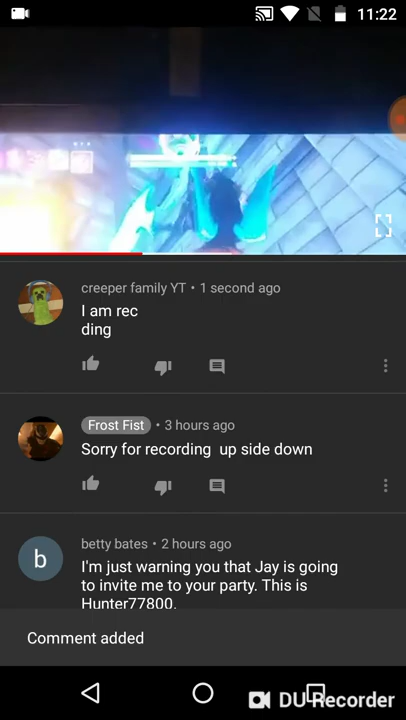 11:22
creeper family YT • 1 second ago
I am rec
ding
Frost Fist • 3 hours ago
Sorry for recording  up side down
betty bates • 2 hours ago
b
I'm just warning you that Jay is going
to invite me to your party. This is
Hunter77800.
Comment added
DU Recorder